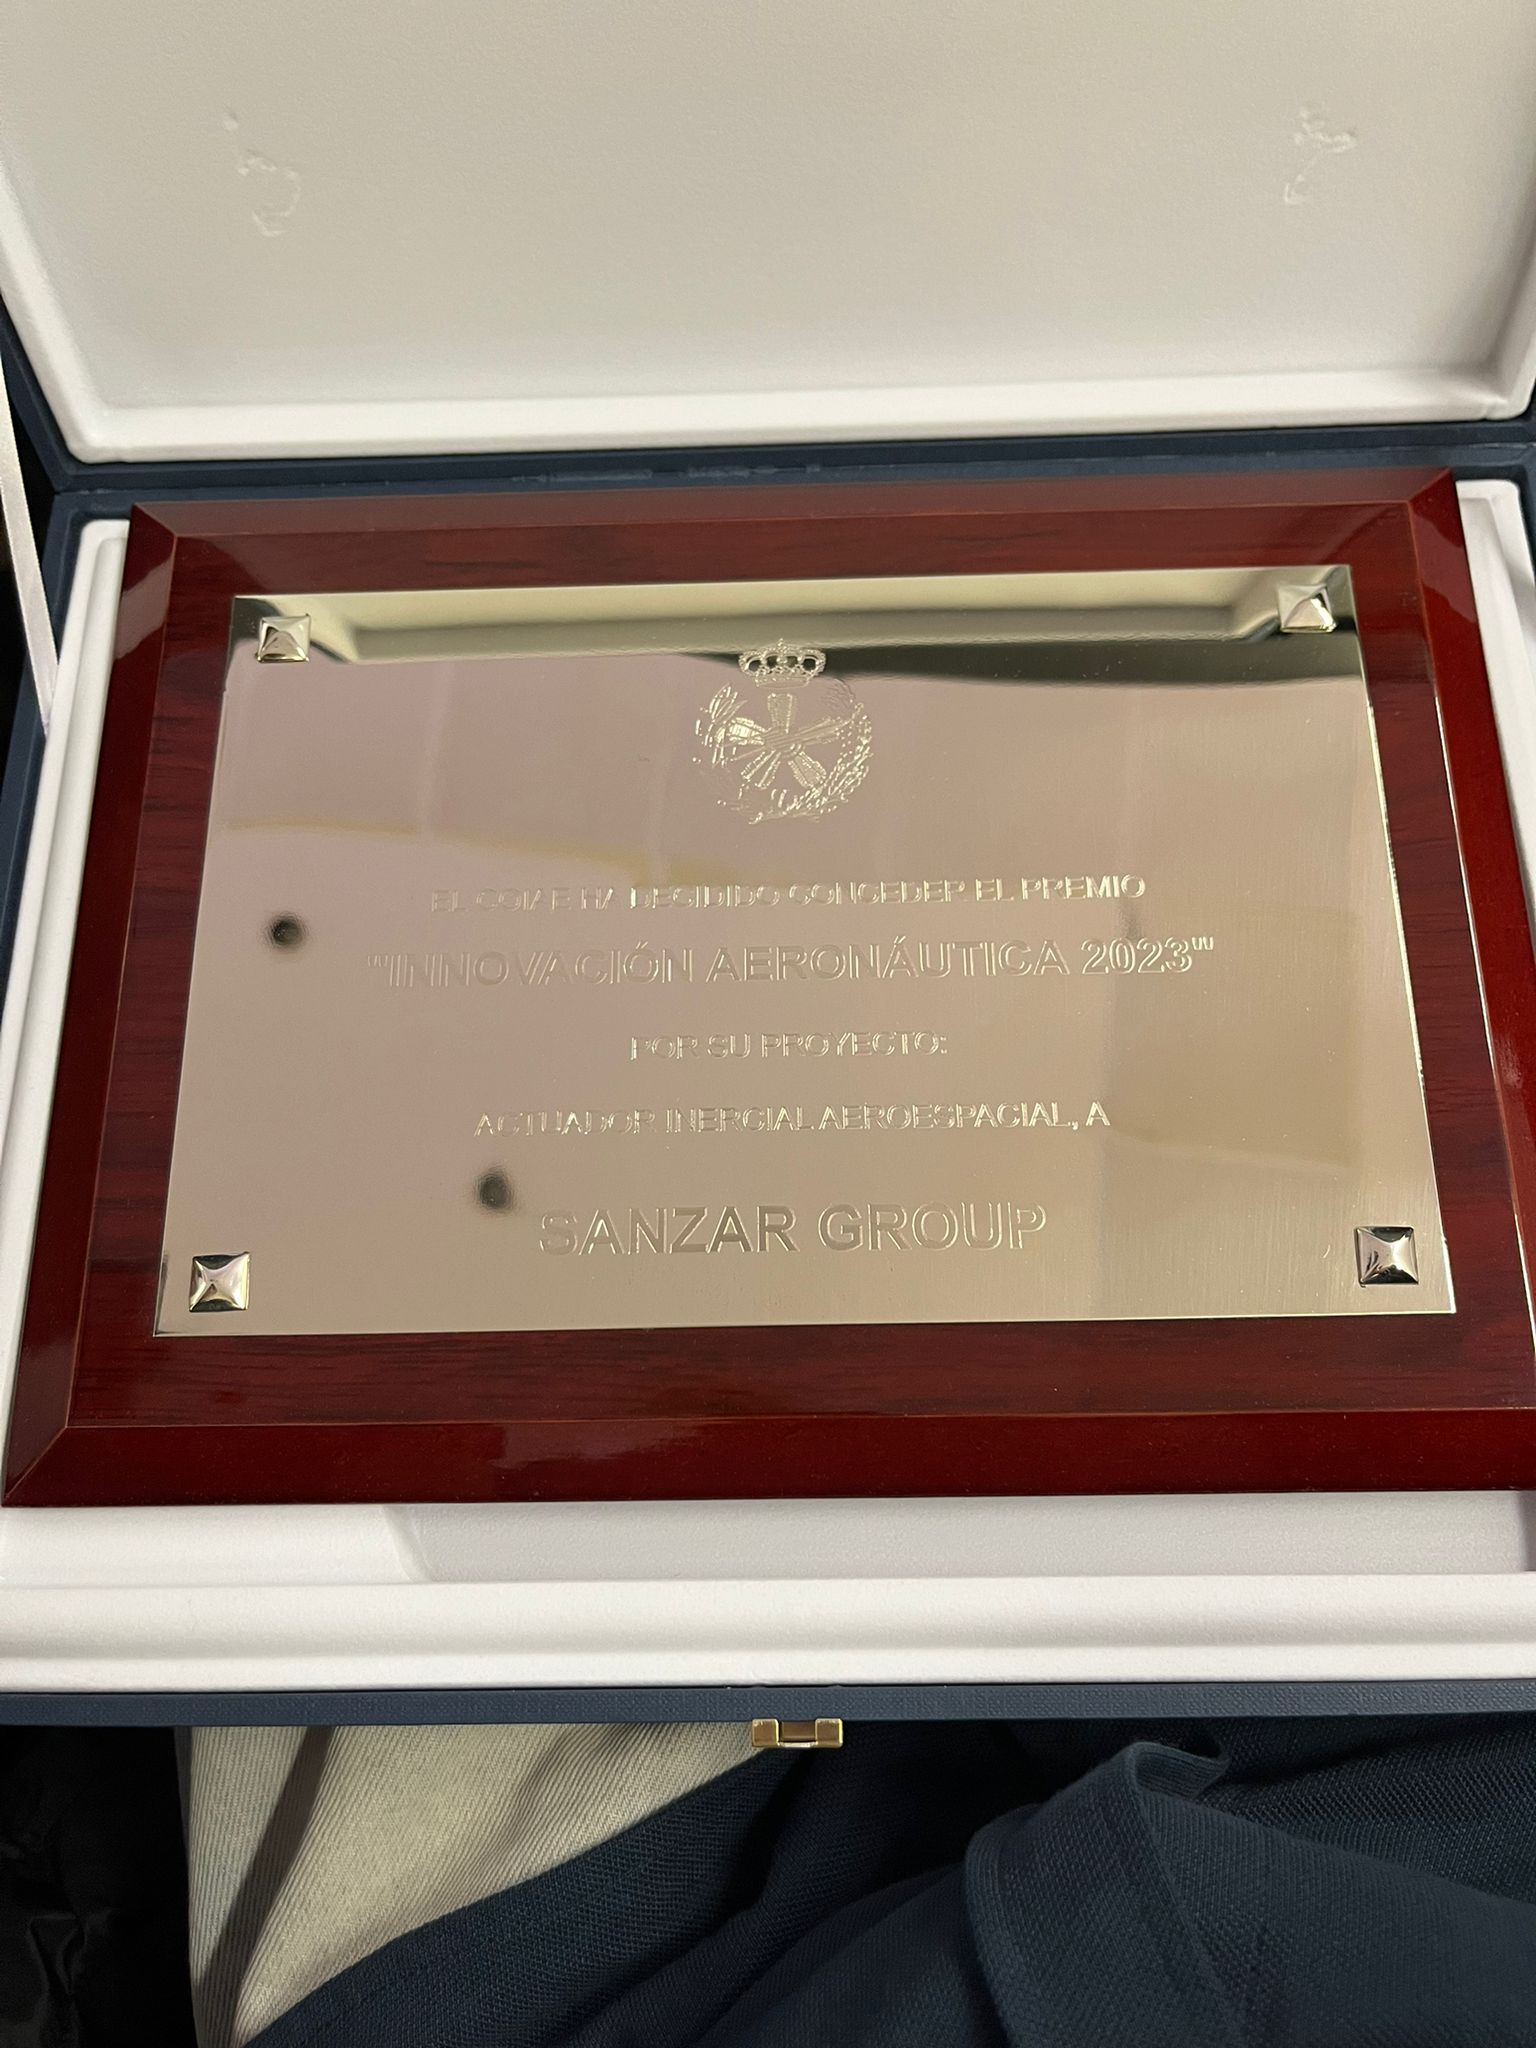 EL COIAE HA DECIDIDO CONCEDER EL PREMIO
"INNOVACIÓN AERONÁUTICA 2023"
POR SU PROYECTO:
ACTUADOR INERCIAL AEROESPACIAL, A
SANZAR GROUP